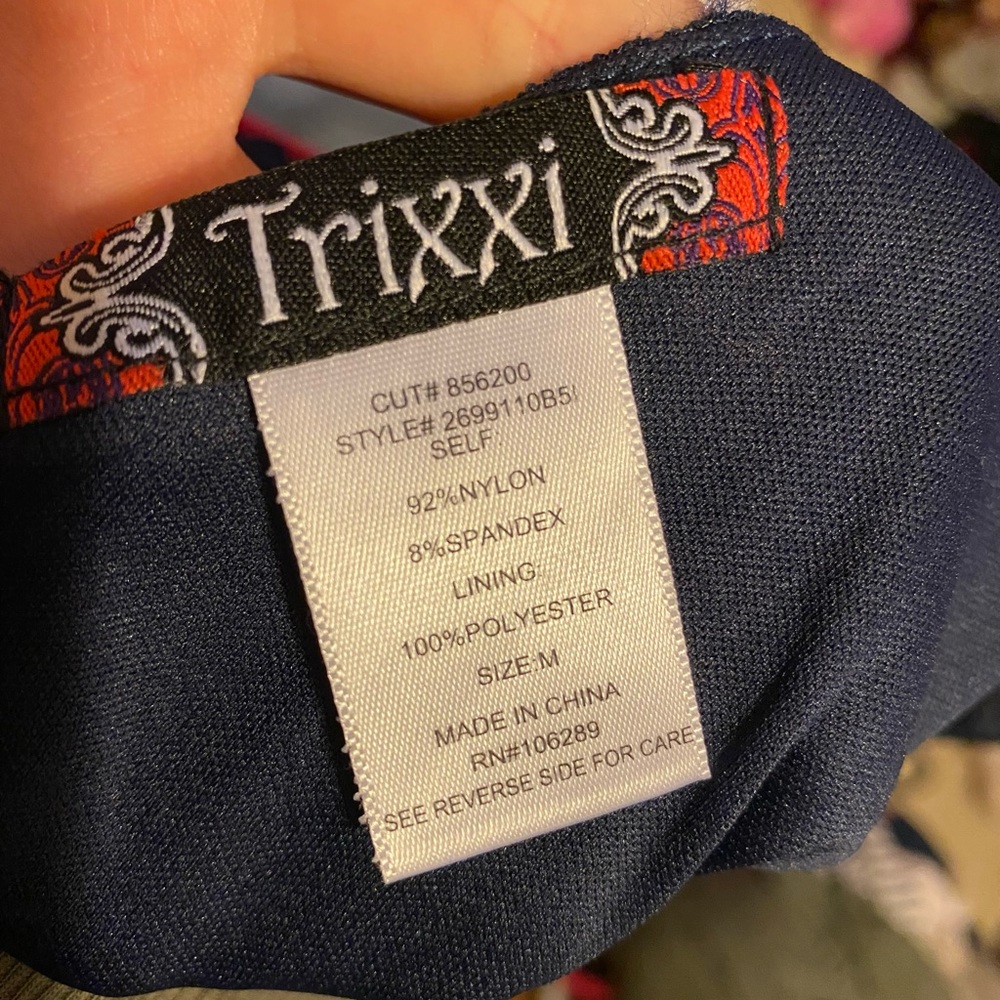 Trixxi
CUT# 856200
STYLE# 2699110B5I
SELF
92%NYLON
8%SPANDEX
LINING
100%POLYESTER
SIZE:M
MADE IN CHINA
RN#106289
SEE REVERSE SIDE FOR CARE